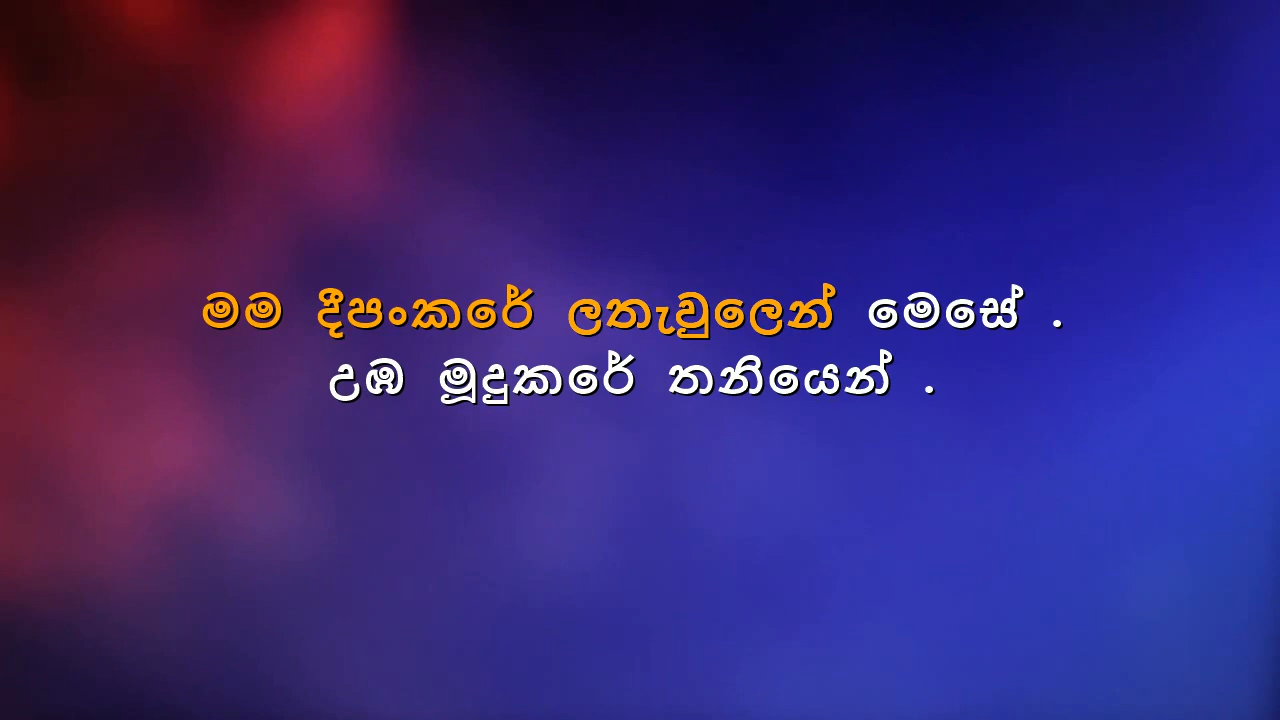 මම දීපංකරේ ලතැවුලෙන් මෙසේ .
උඹ මූදුකරේ තනියෙන් .